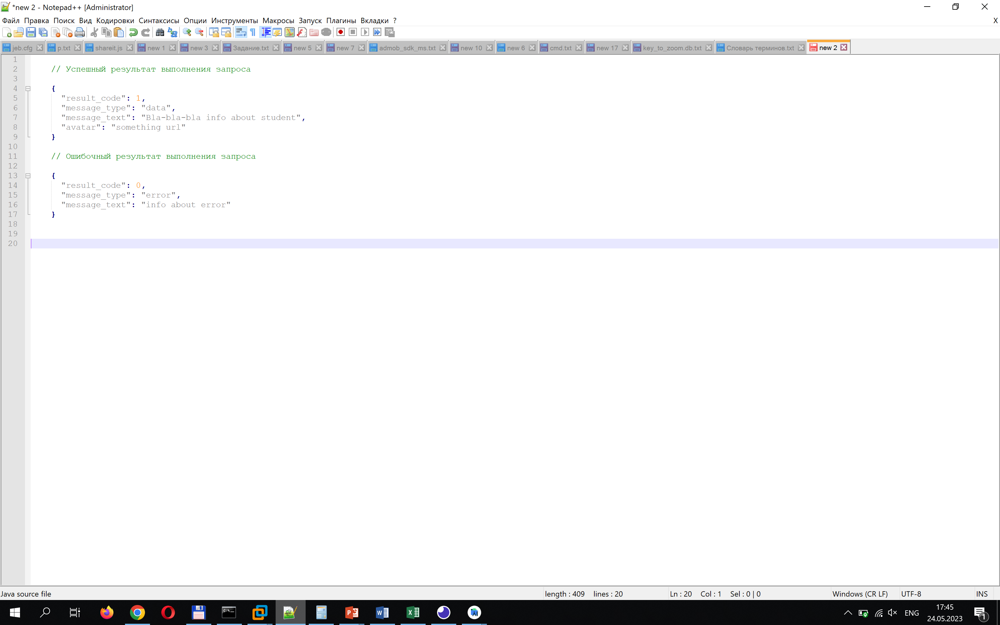 *new 2 - Notepad++ [Administrator]
Файл Правка Поиск Вид Кодировки Синтаксисы Опции Инструменты Макросы Запуск Плагины Вкладки ? X
jeb.cfg p.txt shareit.js new 1 new 3 Задание.txt new 5 new 7 admob_sdk_ms.txt new 10 new 6 cmd.txt new 17 key_to_zoom.db.txt Словарь терминов.txt new 2
1
2 // Успешный результат выполнения запроса
3
4 {
5 "result_code": 1,
6 "message_type": "data",
7 "message_text": "Bla-bla-bla info about student",
8 "avatar": "something url"
9 }
10
11 // Ошибочный результат выполнения запроса
12
13 {
14 "result_code": 0,
15 "message_type": "error",
16 "message_text": "info about error"
17 }
18
19
20
Java source file length : 409 lines : 20 Ln : 20 Col : 1 Sel : 0 | 0 Windows (CR LF) UTF-8 INS
ENG 17:45
24.05.2023 1